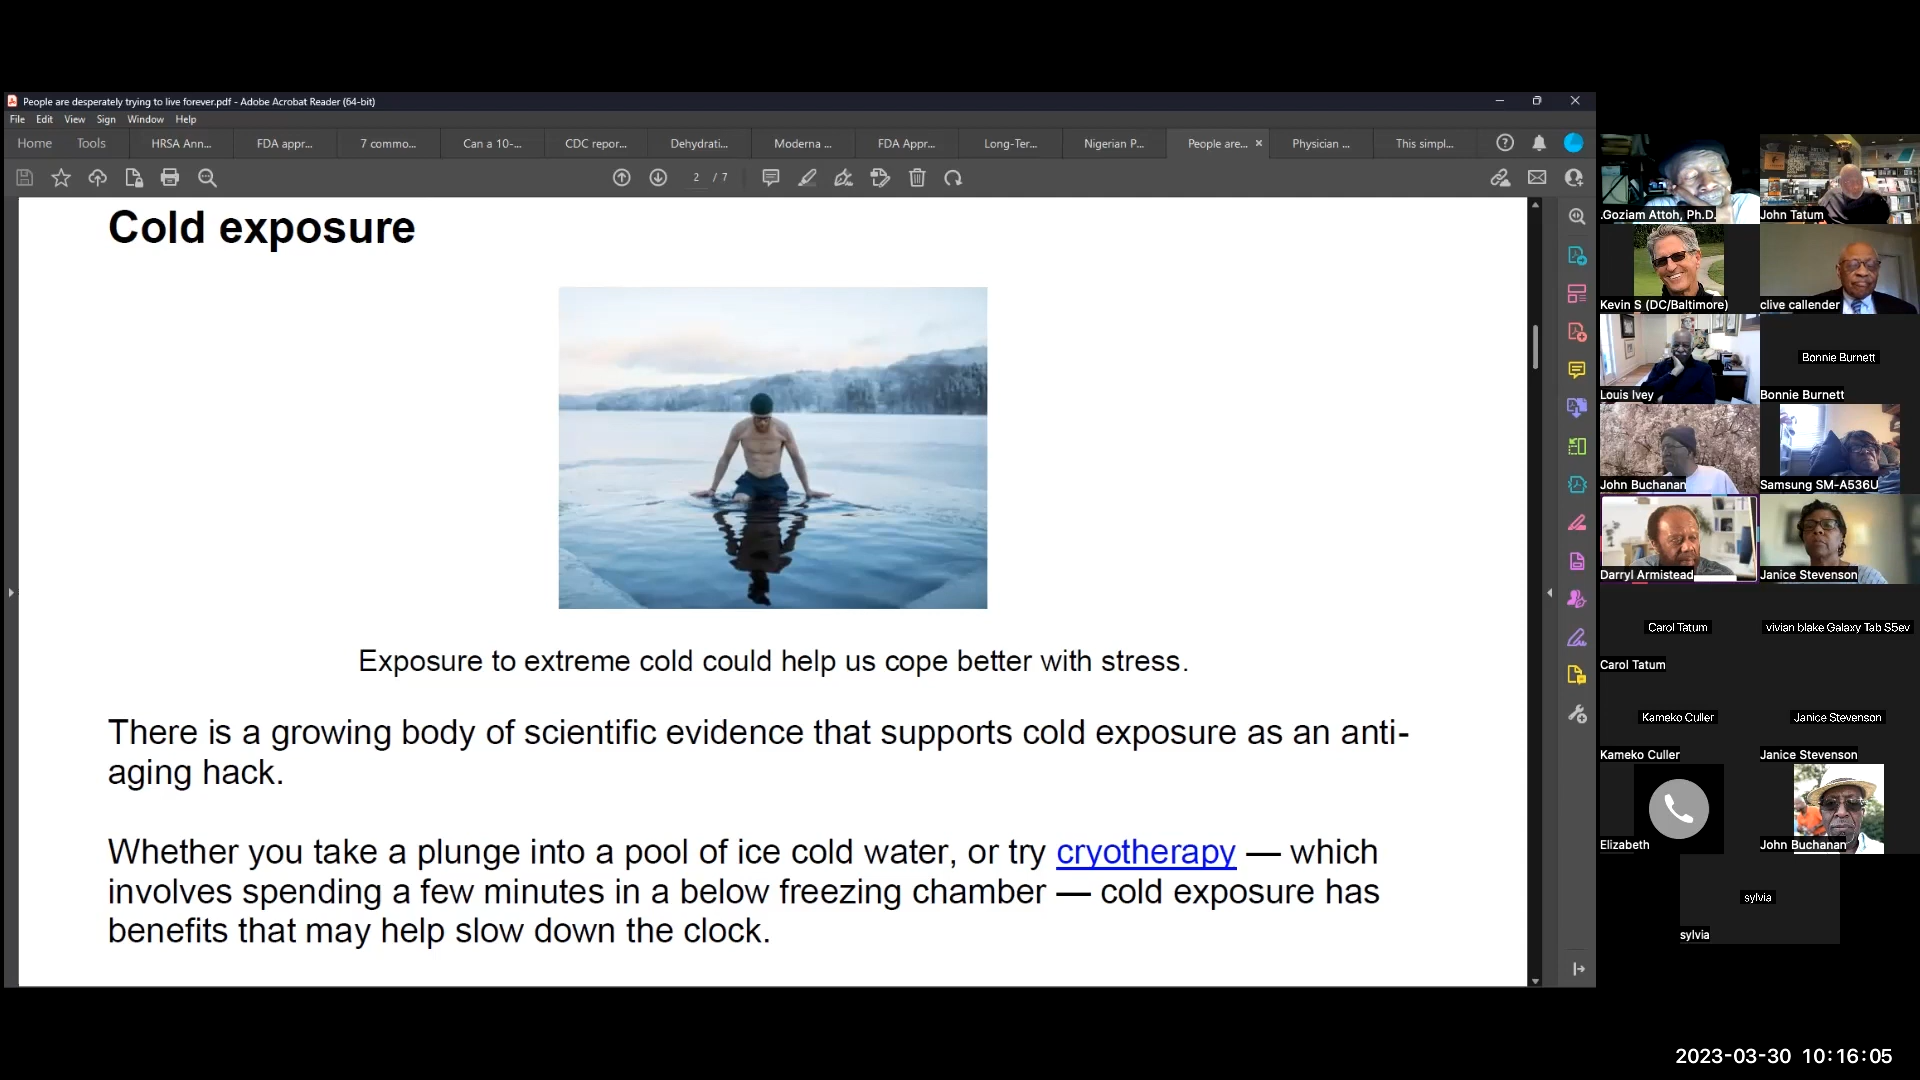 People are desperately trying to live forever.pdf - Adobe Acrobat Reader (64-bit)
File Edit View Sign Window Help
Home Tools HRSA Ann... FDA appr... 7 commo... Can a 10-... CDC repor... Dehydrati... Moderna ... FDA Appr... Long-Ter... Nigerian P... People are... Physician ... This simpl...
2 / 7
Cold exposure
Exposure to extreme cold could help us cope better with stress.
There is a growing body of scientific evidence that supports cold exposure as an anti-
aging hack.
Whether you take a plunge into a pool of ice cold water, or try cryotherapy — which
involves spending a few minutes in a below freezing chamber — cold exposure has
benefits that may help slow down the clock.
.Goziam Attoh, Ph.D.
John Tatum
Kevin S (DC/Baltimore)
clive callender
Louis Ivey
Bonnie Burnett
Bonnie Burnett
John Buchanan
Samsung SM-A536U
Darryl Armistead
Janice Stevenson
Carol Tatum
vivian blake Galaxy Tab S5ev
Carol Tatum
Kameko Culler
Janice Stevenson
Kameko Culler
Janice Stevenson
Elizabeth
John Buchanan
sylvia
sylvia
2023-03-30 10:16:05